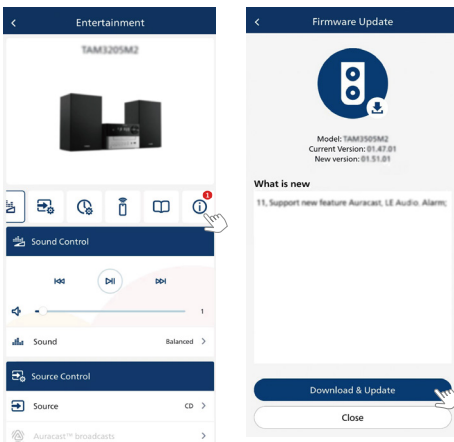 Entertainment
TAM3205M2
1
Sound Control
1
Sound
Balanced
Source Control
Source
CD
Auracast™ broadcasts
Firmware Update
Model: TAM3505M2
Current Version: 01.47.01
New version: 01.51.01
What is new
11, Support new feature Auracast, LE Audio. Alarm;
Download & Update
Close